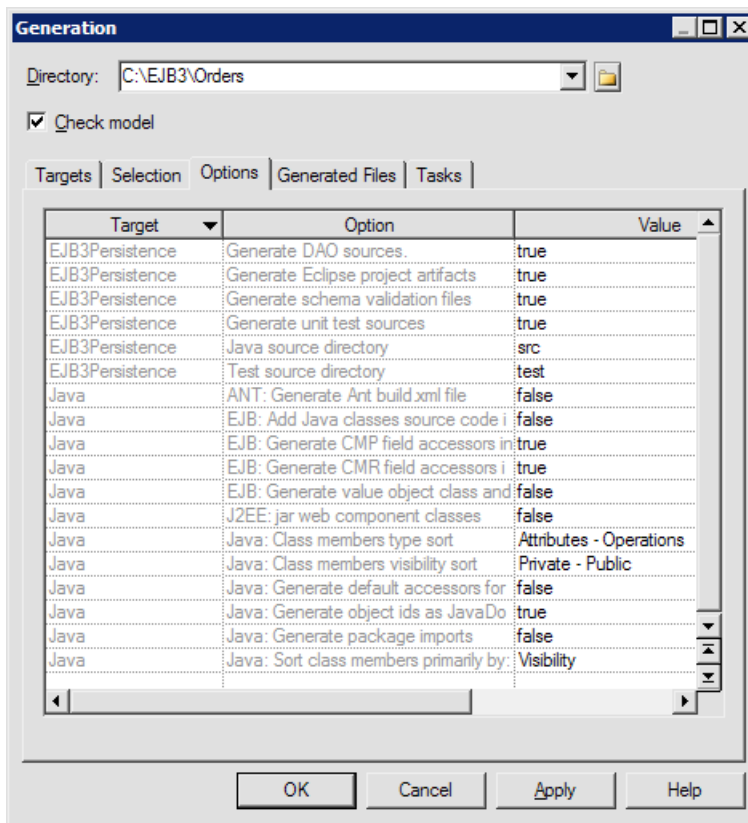 Generation
Directory: C:\EJB3\Orders
Check model
Targets Selection Options Generated Files Tasks
Target Option Value
EJB3Persistence Generate DAO sources. true
EJB3Persistence Generate Eclipse project artifacts true
EJB3Persistence Generate schema validation files true
EJB3Persistence Generate unit test sources true
EJB3Persistence Java source directory src
EJB3Persistence Test source directory test
Java ANT: Generate Ant build.xml file false
Java EJB: Add Java classes source code i false
Java EJB: Generate CMP field accessors in true
Java EJB: Generate CMR field accessors i true
Java EJB: Generate value object class and false
Java J2EE: jar web component classes false
Java Java: Class members type sort Attributes - Operations
Java Java: Class members visibility sort Private - Public
Java Java: Generate default accessors for false
Java Java: Generate object ids as JavaDo true
Java Java: Generate package imports false
Java Java: Sort class members primarily by: Visibility
OK Cancel Apply Help